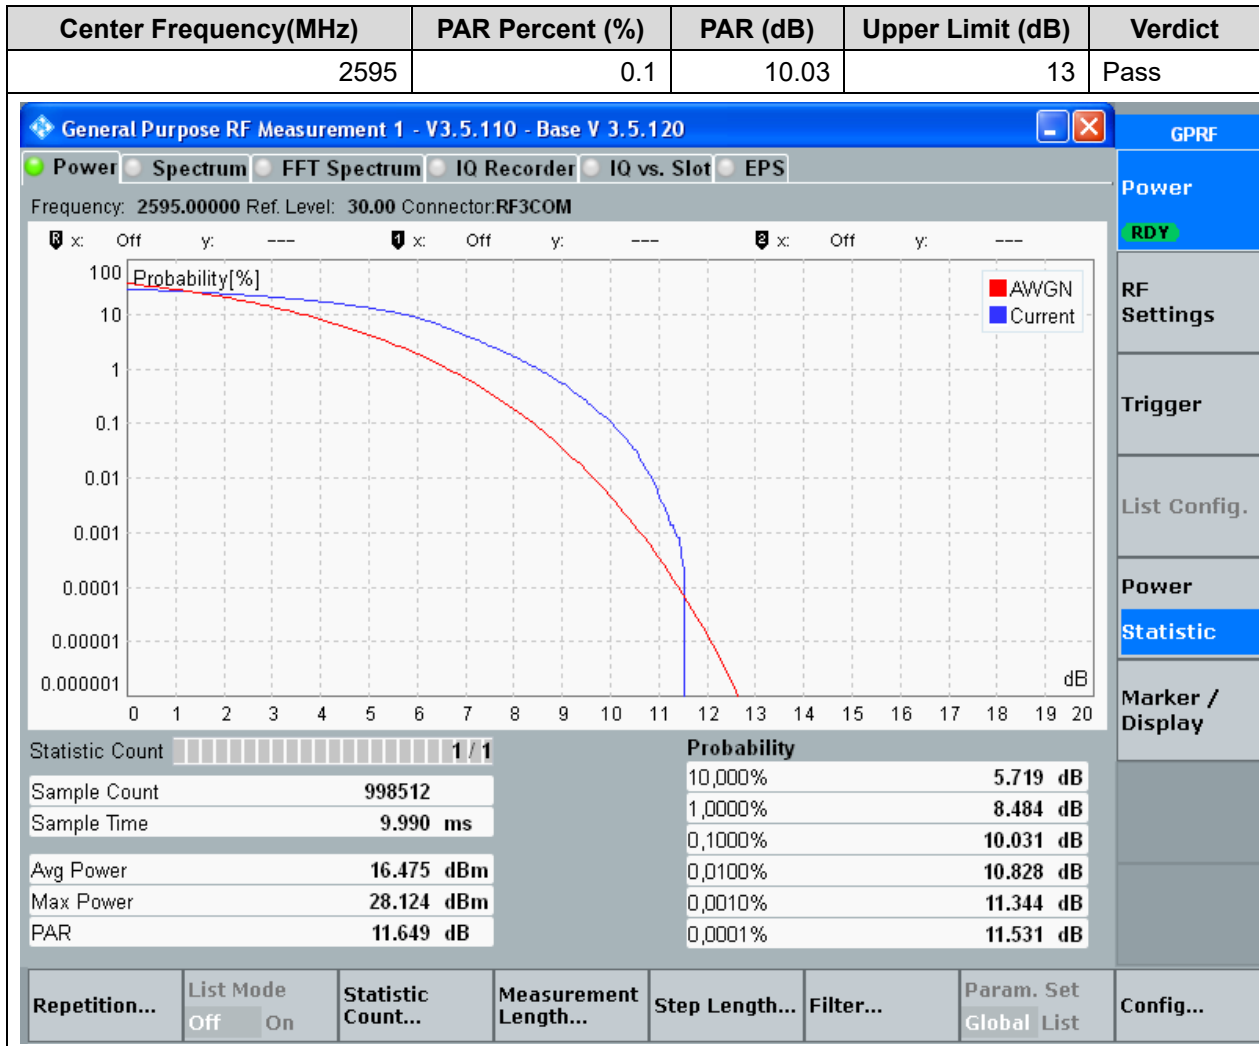 Center Frequency(MHz) PAR Percent (%) PAR (dB) Upper Limit (dB) Verdict
2595 0.1 10.03 13 Pass
General Purpose RF Measurement 1 - V3.5.110 - Base V 3.5.120
GPRF
Power Spectrum FFT Spectrum IQ Recorder IQ vs. Slot EPS
Power
RDY
Frequency: 2595.00000 Ref. Level: 30.00 Connector:RF3COM
R x: Off y: --- 1 x: Off y: --- 2 x: Off y: ---
Probability[%]
AWGN
Current
100
10
1
0.1
0.01
0.001
0.0001
0.00001
0.000001
dB
0 1 2 3 4 5 6 7 8 9 10 11 12 13 14 15 16 17 18 19 20
RF
Settings
Trigger
List Config.
Power
Statistic
Marker /
Display
Statistic Count 1 / 1
Sample Count 998512
Sample Time 9.990 ms
Avg Power 16.475 dBm
Max Power 28.124 dBm
PAR 11.649 dB
Probability
10,000% 5.719 dB
1,0000% 8.484 dB
0,1000% 10.031 dB
0,0100% 10.828 dB
0,0010% 11.344 dB
0,0001% 11.531 dB
Repetition...
List Mode
Off On
Statistic
Count...
Measurement
Length...
Step Length...
Filter...
Param. Set
Global List
Config...